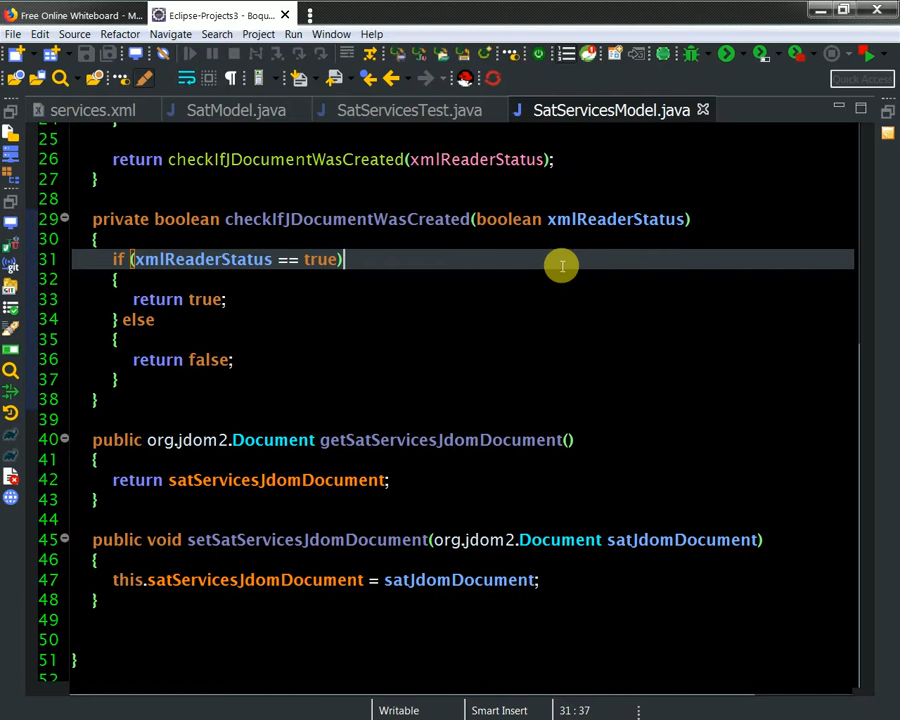 Free Online Whiteboard - M...
Eclipse-Projects3 - Boqu...
File Edit Source Refactor Navigate Search Project Run Window Help
Quick Access
services.xml SatModel.java SatServicesTest.java SatServicesModel.java
24 }
25
26 return checkIfJDocumentWasCreated(xmlReaderStatus);
27 }
28
29 private boolean checkIfJDocumentWasCreated(boolean xmlReaderStatus)
30 {
31 if (xmlReaderStatus == true)
32 {
33 return true;
34 } else
35 {
36 return false;
37 }
38 }
39
40 public org.jdom2.Document getSatServicesJdomDocument()
41 {
42 return satServicesJdomDocument;
43 }
44
45 public void setSatServicesJdomDocument(org.jdom2.Document satJdomDocument)
46 {
47 this.satServicesJdomDocument = satJdomDocument;
48 }
49
50
51 }
52
Writable Smart Insert 31 : 37